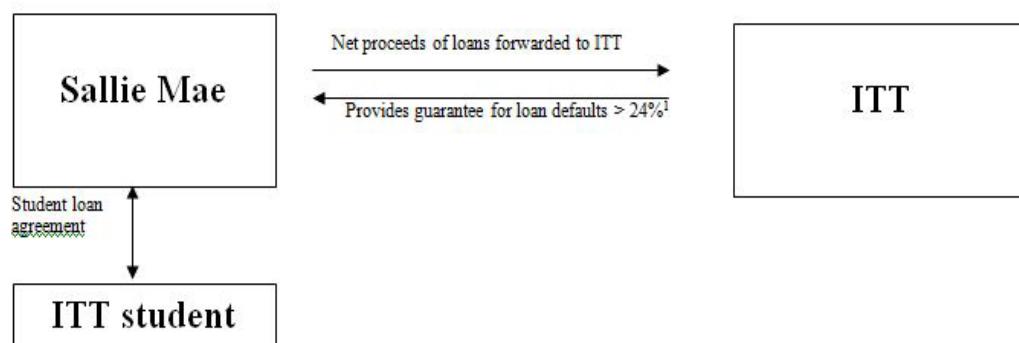 Net proceeds of loans forwarded to ITT
Sallie Mae
ITT
Provides guarantee for loan defaults > 24%¹
Student loan
agreement
ITT student